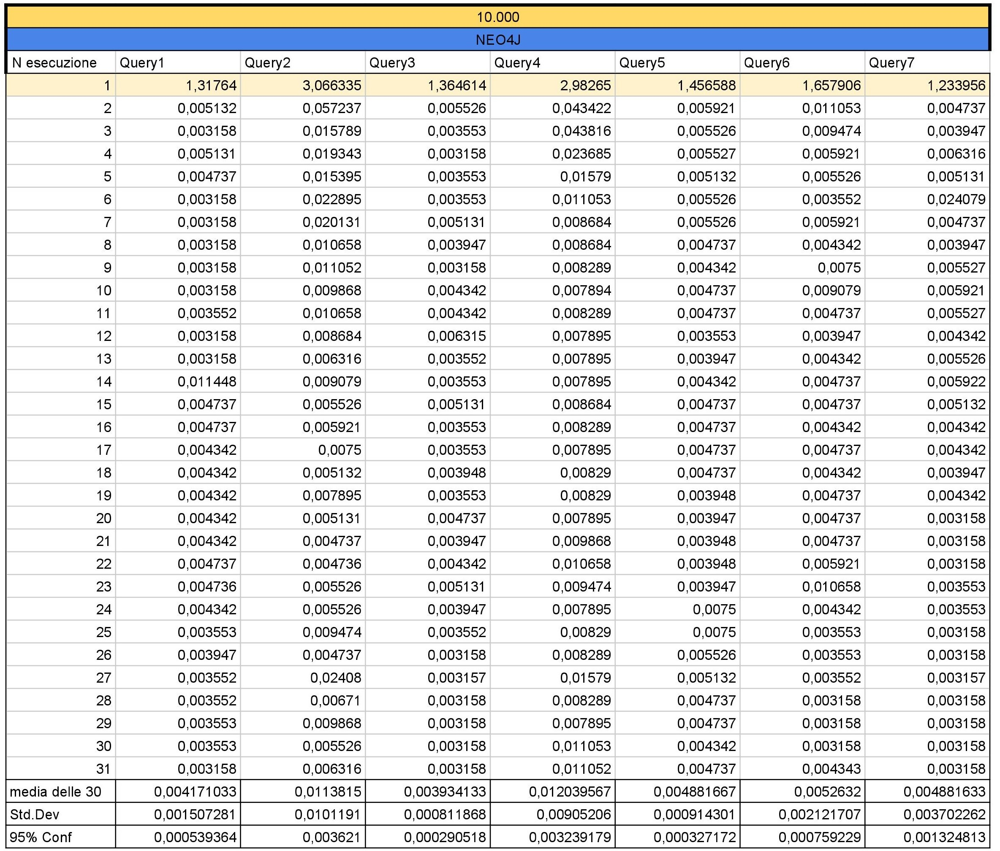 10.000
NEO4J
N esecuzione Query1 Query2 Query3 Query4 Query5 Query6 Query7
1 1,31764 3,066335 1,364614 2,98265 1,456588 1,657906 1,233956
2 0,005132 0,057237 0,005526 0,043422 0,005921 0,011053 0,004737
3 0,003158 0,015789 0,003553 0,043816 0,005526 0,009474 0,003947
4 0,005131 0,019343 0,003158 0,023685 0,005527 0,005921 0,006316
5 0,004737 0,015395 0,003553 0,01579 0,005132 0,005526 0,005131
6 0,003158 0,022895 0,003553 0,011053 0,005526 0,003552 0,024079
7 0,003158 0,020131 0,005131 0,008684 0,005526 0,005921 0,004737
8 0,003158 0,010658 0,003947 0,008684 0,004737 0,004342 0,003947
9 0,003158 0,011052 0,003158 0,008289 0,004342 0,0075 0,005527
10 0,003158 0,009868 0,004342 0,007894 0,004737 0,009079 0,005921
11 0,003552 0,010658 0,004342 0,008289 0,004737 0,004737 0,005527
12 0,003158 0,008684 0,006315 0,007895 0,003553 0,003947 0,004342
13 0,003158 0,006316 0,003552 0,007895 0,003947 0,004342 0,005526
14 0,011448 0,009079 0,003553 0,007895 0,004342 0,004737 0,005922
15 0,004737 0,005526 0,005131 0,008684 0,004737 0,004737 0,005132
16 0,004737 0,005921 0,003553 0,008289 0,004737 0,004342 0,004342
17 0,004342 0,0075 0,003553 0,007895 0,004737 0,004737 0,004342
18 0,004342 0,005132 0,003948 0,00829 0,004737 0,004342 0,003947
19 0,004342 0,007895 0,003553 0,00829 0,003948 0,004737 0,004342
20 0,004342 0,005131 0,004737 0,007895 0,003947 0,004737 0,003158
21 0,004342 0,004737 0,003947 0,009868 0,003948 0,004737 0,003158
22 0,004737 0,004736 0,004342 0,010658 0,003948 0,005921 0,003158
23 0,004736 0,005526 0,005131 0,009474 0,003947 0,010658 0,003553
24 0,004342 0,005526 0,003947 0,007895 0,0075 0,004342 0,003553
25 0,003553 0,009474 0,003552 0,00829 0,0075 0,003553 0,003158
26 0,003947 0,004737 0,003158 0,008289 0,005526 0,003553 0,003158
27 0,003552 0,02408 0,003157 0,01579 0,005132 0,003552 0,003157
28 0,003552 0,00671 0,003158 0,008289 0,004737 0,003158 0,003158
29 0,003553 0,009868 0,003158 0,007895 0,004737 0,003158 0,003158
30 0,003553 0,005526 0,003158 0,011053 0,004342 0,003158 0,003158
31 0,003158 0,006316 0,003158 0,011052 0,004737 0,004343 0,003158
media delle 30 0,004171033 0,0113815 0,003934133 0,012039567 0,004881667 0,0052632 0,004881633
Std.Dev 0,001507281 0,0101191 0,000811868 0,00905206 0,000914301 0,002121707 0,003702262
95% Conf 0,000539364 0,003621 0,000290518 0,003239179 0,000327172 0,000759229 0,001324813